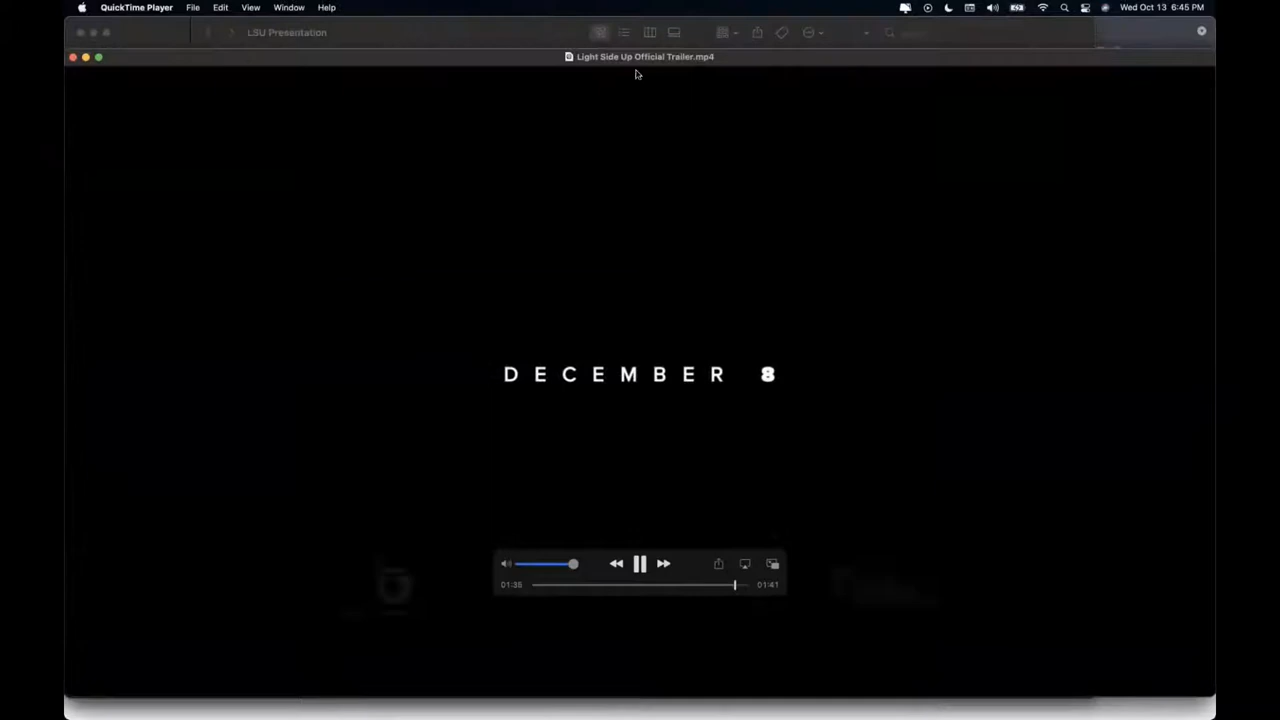 QuickTime Player File Edit View Window Help Wed Oct 13 6:45 PM
LSU Presentation
Light Side Up Official Trailer.mp4
DECEMBER 8
01:35 01:41